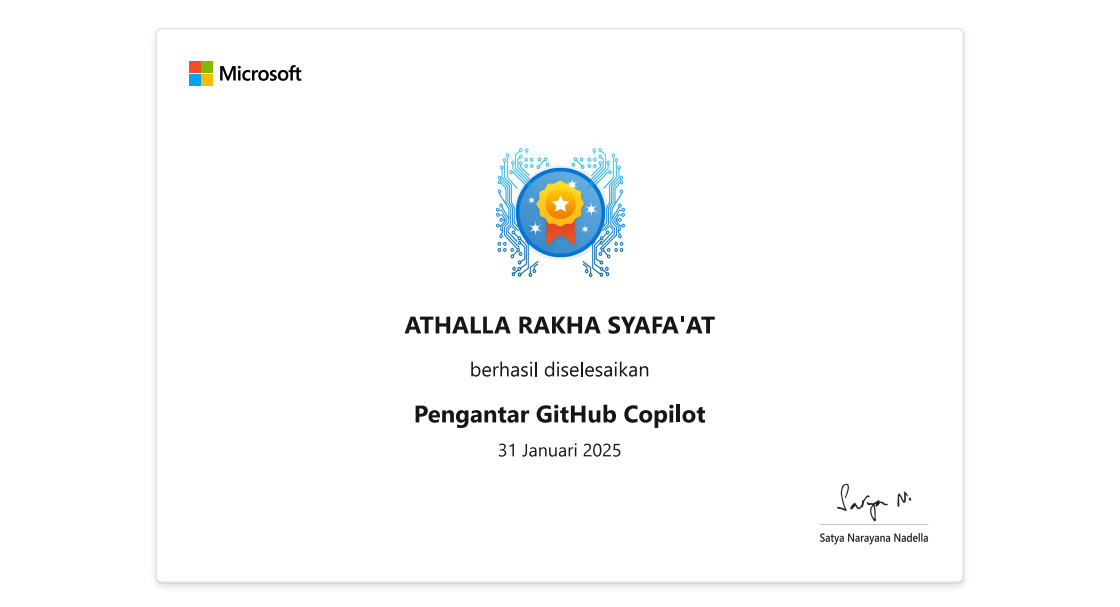 Microsoft
ATHALLA RAKHA SYAFA'AT
berhasil diselesaikan
Pengantar GitHub Copilot
31 Januari 2025
Satya N.
Satya Narayana Nadella